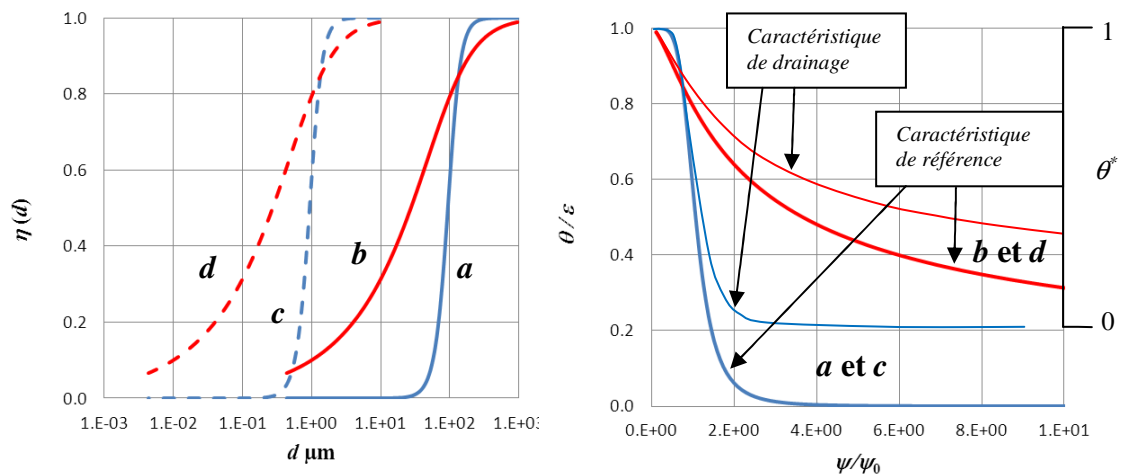 1.0
0.8
0.6
0.4
0.2
0.0
η (d)
d
c
b
a
1.E-03
1.E-02
1.E-01
1.E+00
1.E+01
1.E+02
1.E+03
d μm
1.0
0.8
0.6
0.4
0.2
0.0
θ / ε
Caractéristique
de drainage
Caractéristique
de référence
b et d
a et c
1
θ*
0
0.E+00
2.E+00
4.E+00
6.E+00
8.E+00
1.E+01
ψ/ψ₀